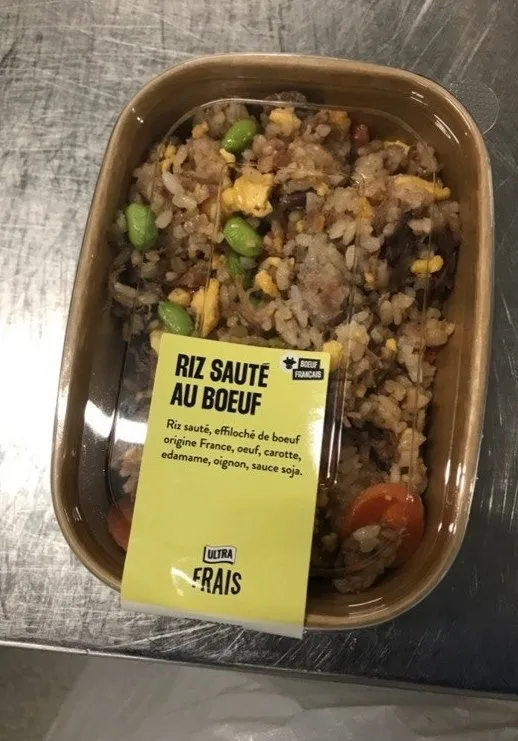 RIZ SAUTÉ
AU BOEUF
BOEUF
FRANÇAIS
Riz sauté, effiloché de boeuf
origine France, oeuf, carotte,
edamame, oignon, sauce soja.
ULTRA
FRAIS